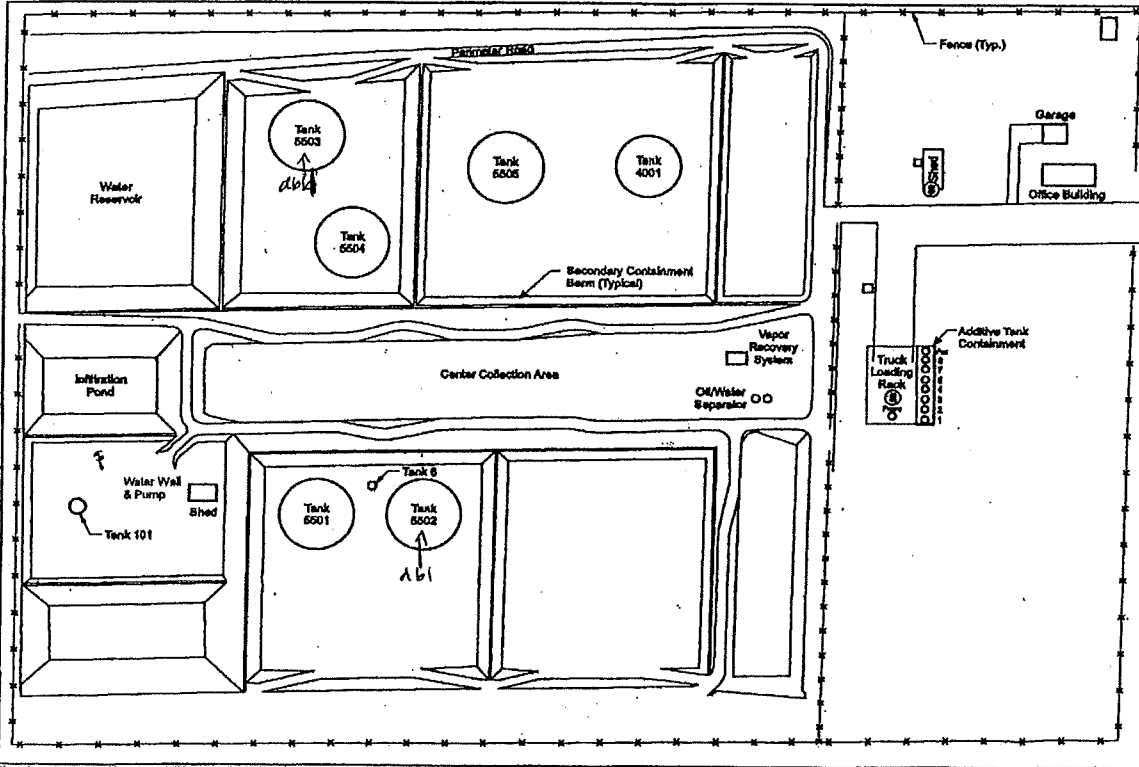 Perimeter Road
Fence (Typ.)
Tank
5503
Tank
5505
Tank
4001
Garage
Shed
Office Building
Water
Reservoir
Tank
5504
Secondary Containment
Berm (Typical)
Vapor
Recovery
System
Additive Tank
Containment
Truck
Loading
Rack
Infiltration
Pond
Center Collection Area
Oil/Water
Separator
Water Well
& Pump
Shed
Tank 101
Tank 6
Tank
5501
Tank
5502
dbl